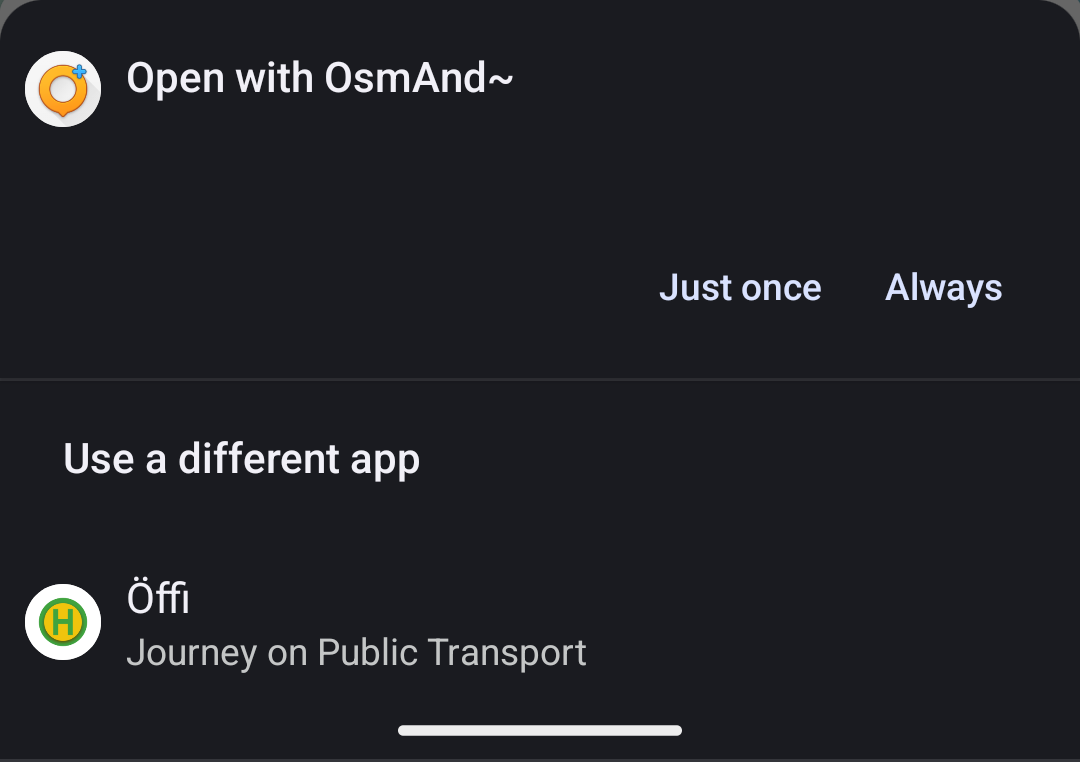 Open with OsmAnd~
Just once Always
Use a different app
Öffi
H
Journey on Public Transport